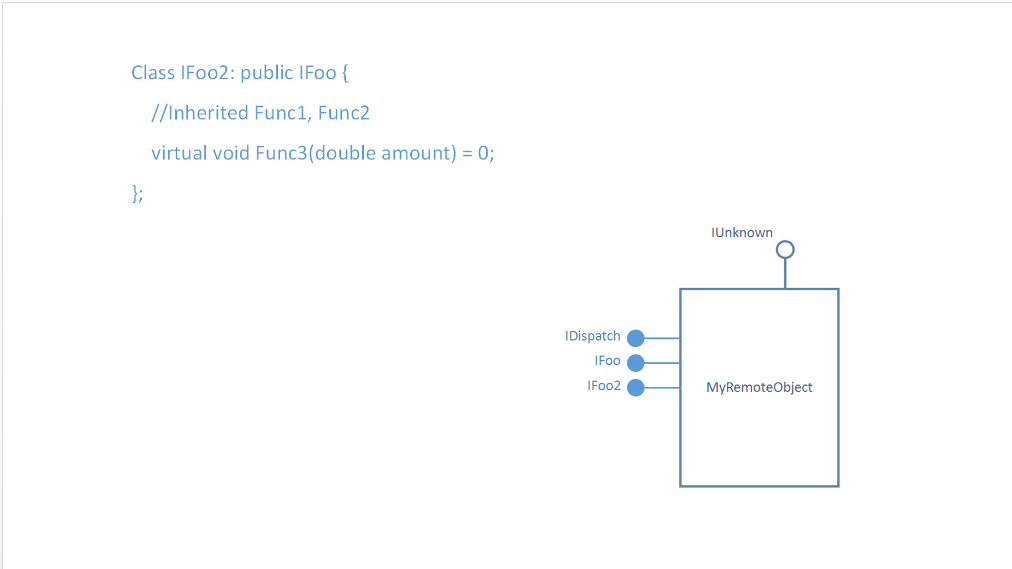 Class IFoo2: public IFoo {
//Inherited Func1, Func2
virtual void Func3(double amount) = 0;
};
IUnknown
IDispatch
IFoo
IFoo2
MyRemoteObject